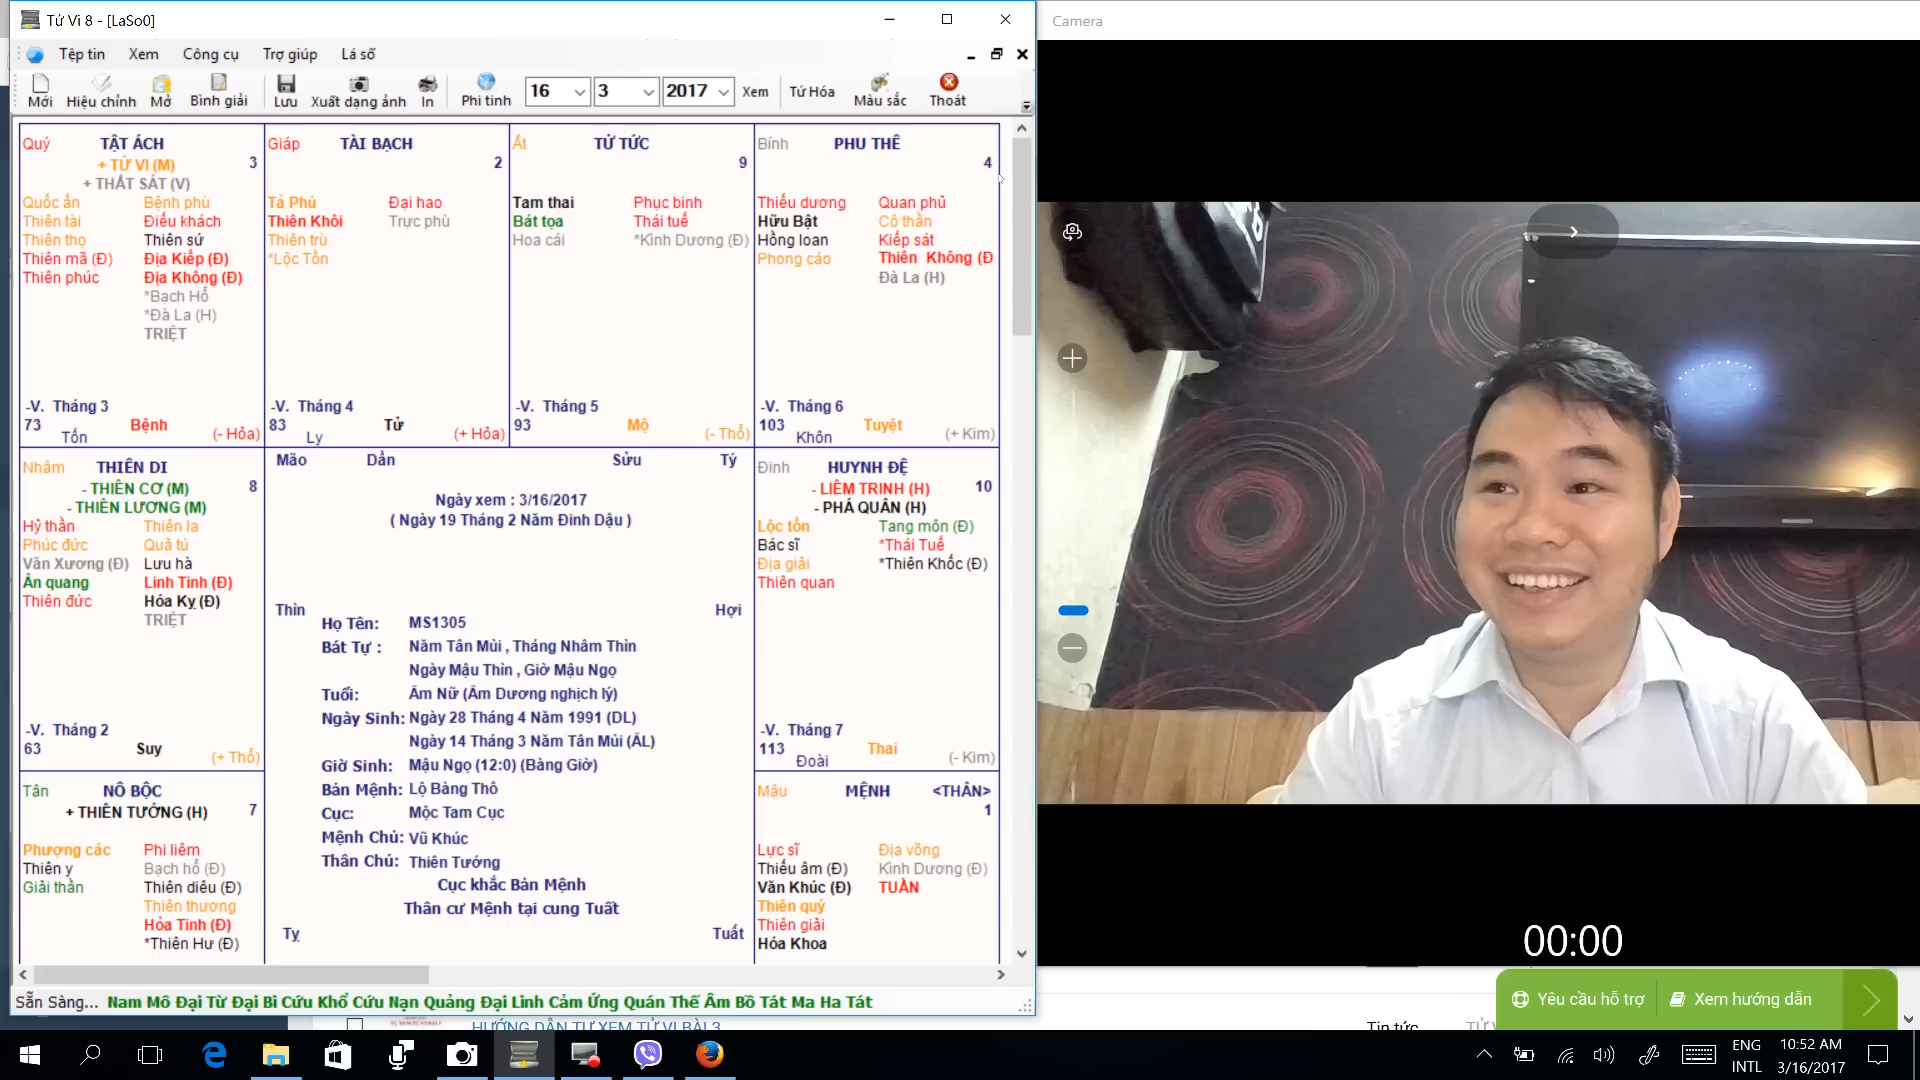 Tử Vi 8 - [LaSo0]
Camera
Tệp tin Xem Công cụ Trợ giúp Lá số
Mới Hiệu chỉnh Mở Bình giải Lưu Xuất dạng ảnh In Phi tinh 16 3 2017 Xem Tứ Hóa Màu sắc Thoát
Quý TẬT ÁCH
+ TỬ VI (M) 3
+ THẤT SÁT (V)
Quốc ấn Bệnh phù
Thiên tài Điếu khách
Thiên thọ Thiên sứ
Thiên mã (Đ) Địa Kiếp (Đ)
Thiên phúc Địa Không (Đ)
*Bạch Hổ
*Đà La (H)
TRIỆT
-V. Tháng 3
73 Bệnh (- Hỏa)
Tốn
Giáp TÀI BẠCH
2
Tả Phù Đại hao
Thiên Khôi Trực phù
Thiên trù
*Lộc Tồn
-V. Tháng 4
83 Tử (+ Hỏa)
Ly
Ất TỬ TỨC
9
Tam thai Phục binh
Bát tọa Thái tuế
Hoa cái *Kình Dương (Đ)
-V. Tháng 5
93 Mộ (- Thổ)
Bính PHU THÊ
4
Thiếu dương Quan phủ
Hữu Bật Cô thần
Hồng loan Kiếp sát
Phong cáo Thiên Không (Đ
Đà La (H)
-V. Tháng 6
103 Tuyệt (+ Kim)
Khôn
Nhâm THIÊN DI
- THIÊN CƠ (M) 8
- THIÊN LƯƠNG (M)
Hỷ thần Thiên la
Phúc đức Quả tú
Văn Xương (Đ) Lưu hà
Ân quang Linh Tinh (Đ)
Thiên đức Hóa Kỵ (Đ)
TRIỆT
-V. Tháng 2
63 Suy (+ Thổ)
Mão Dần Sửu Tý
Ngày xem : 3/16/2017
( Ngày 19 Tháng 2 Năm Đinh Dậu )
Thìn Hợi
Họ Tên: MS1305
Bát Tự : Năm Tân Mùi , Tháng Nhâm Thìn
Ngày Mậu Thìn , Giờ Mậu Ngọ
Tuổi: Âm Nữ (Âm Dương nghịch lý)
Ngày Sinh: Ngày 28 Tháng 4 Năm 1991 (DL)
Ngày 14 Tháng 3 Năm Tân Mùi (ÂL)
Giờ Sinh: Mậu Ngọ (12:0) (Bàng Giờ)
Bản Mệnh: Lộ Bàng Thổ
Cục: Mộc Tam Cục
Mệnh Chủ: Vũ Khúc
Thân Chủ: Thiên Tướng
Cục khắc Bản Mệnh
Thân cư Mệnh tại cung Tuất
Tỵ Tuất
Đinh HUYNH ĐỆ
- LIÊM TRINH (H) 10
- PHÁ QUÂN (H)
Lộc tồn Tang môn (Đ)
Bác sĩ *Thái Tuế
Địa giải *Thiên Khốc (Đ)
Thiên quan
-V. Tháng 7
113 Thai (- Kim)
Đoài
Tân NÔ BỘC
+ THIÊN TƯỚNG (H) 7
Phượng các Phi liêm
Thiên y Bạch hổ (Đ)
Giải thần Thiên diêu (Đ)
Thiên thương
Hỏa Tinh (Đ)
*Thiên Hư (Đ)
Mậu MỆNH <THÂN>
1
Lực sĩ Địa võng
Thiếu âm (Đ) Kình Dương (Đ)
Văn Khúc (Đ) TUẦN
Thiên quý
Thiên giải
Hóa Khoa
00:00
Sẵn Sàng... Nam Mô Đại Từ Đại Bi Cứu Khổ Cứu Nạn Quảng Đại Linh Cảm Ứng Quán Thế Âm Bồ Tát Ma Ha Tát
Yêu cầu hỗ trợ Xem hướng dẫn
HƯỚNG DẪN TỰ XEM TỬ VI BÀI 3
Tin tức
ENG 10:52 AM
INTL 3/16/2017